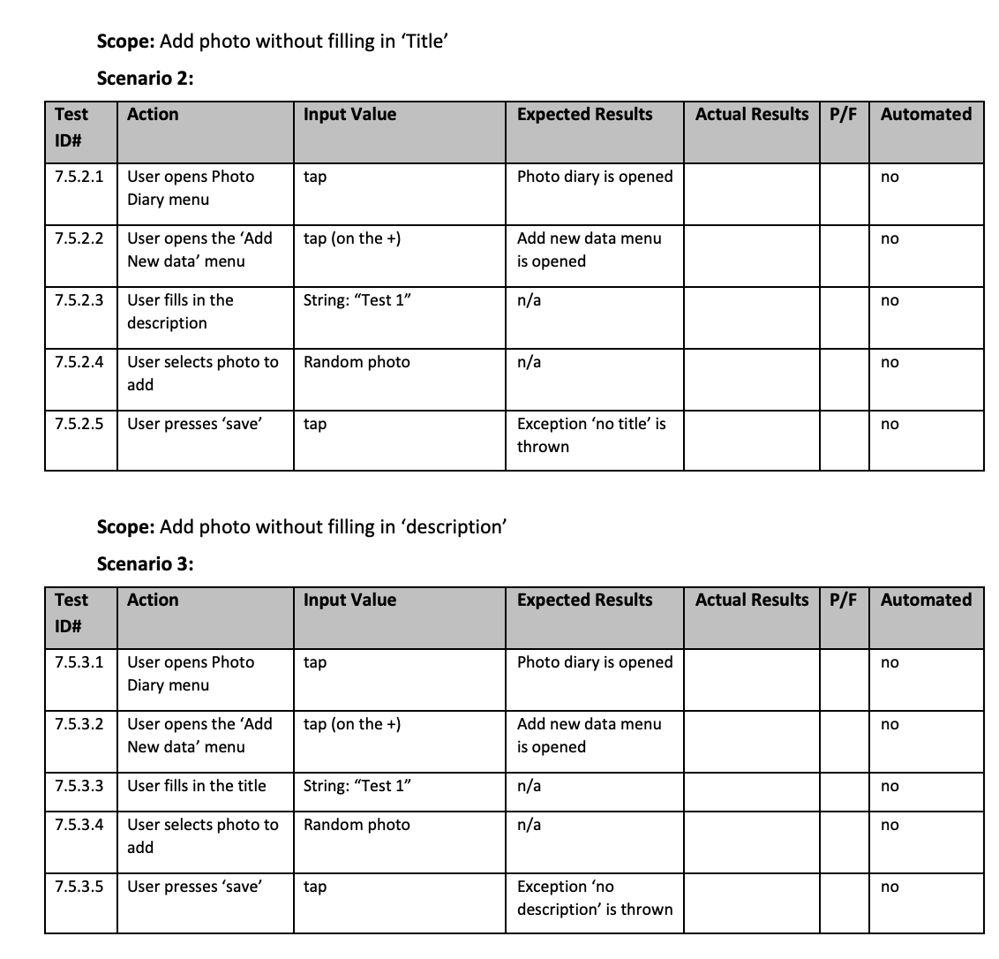 Scope: Add photo without filling in ‘Title’
Scenario 2:
Test ID# Action Input Value Expected Results Actual Results P/F Automated
7.5.2.1 User opens Photo Diary menu tap Photo diary is opened no
7.5.2.2 User opens the ‘Add New data’ menu tap (on the +) Add new data menu is opened no
7.5.2.3 User fills in the description String: “Test 1” n/a no
7.5.2.4 User selects photo to add Random photo n/a no
7.5.2.5 User presses ‘save’ tap Exception ‘no title’ is thrown no
Scope: Add photo without filling in ‘description’
Scenario 3:
Test ID# Action Input Value Expected Results Actual Results P/F Automated
7.5.3.1 User opens Photo Diary menu tap Photo diary is opened no
7.5.3.2 User opens the ‘Add New data’ menu tap (on the +) Add new data menu is opened no
7.5.3.3 User fills in the title String: “Test 1” n/a no
7.5.3.4 User selects photo to add Random photo n/a no
7.5.3.5 User presses ‘save’ tap Exception ‘no description’ is thrown no